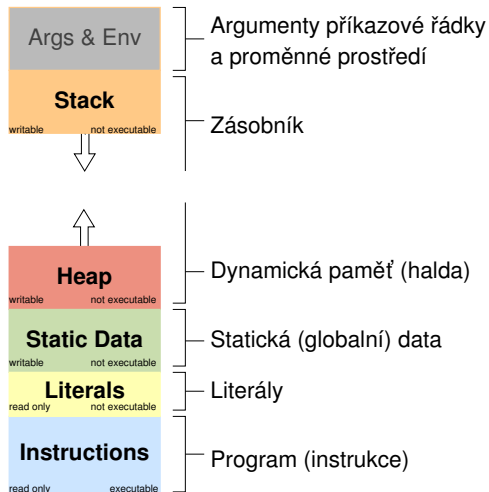 Args & Env
Argumenty příkazové řádky
a proměnné prostředí
Stack
writable not executable
Zásobník
Heap
writable not executable
Dynamická paměť (halda)
Static Data
writable not executable
Statická (globalní) data
Literals
read only not executable
Literály
Instructions
read only executable
Program (instrukce)